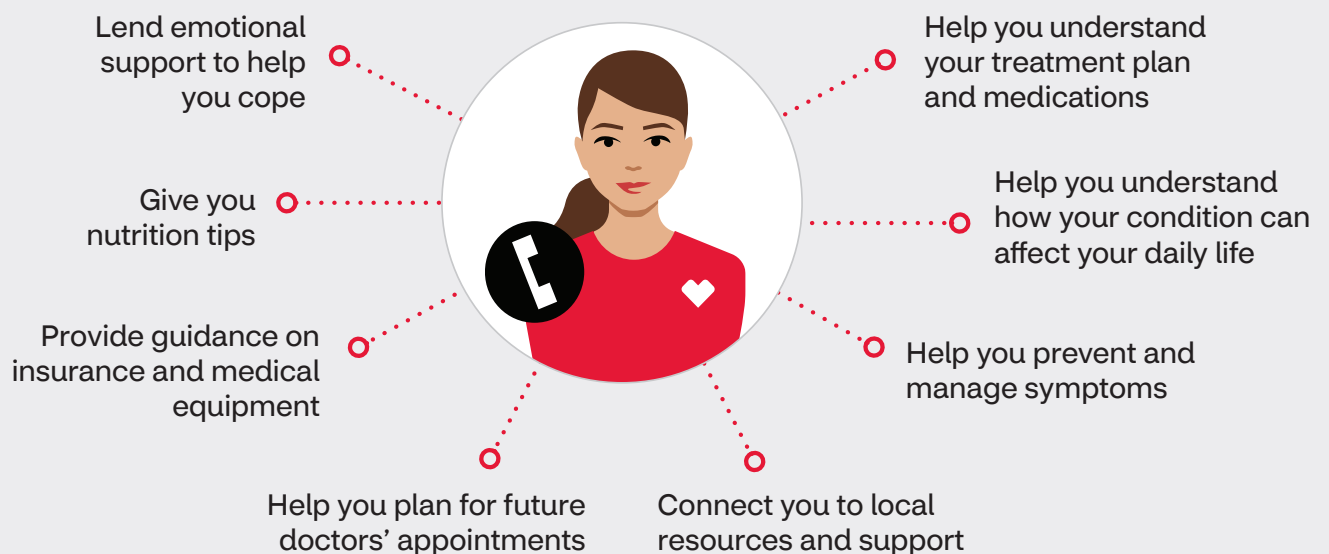 Lend emotional
support to help
you cope
Give you
nutrition tips
Provide guidance on
insurance and medical
equipment
Help you plan for future
doctors’ appointments
Connect you to local
resources and support
Help you prevent and
manage symptoms
Help you understand
how your condition can
affect your daily life
Help you understand
your treatment plan
and medications